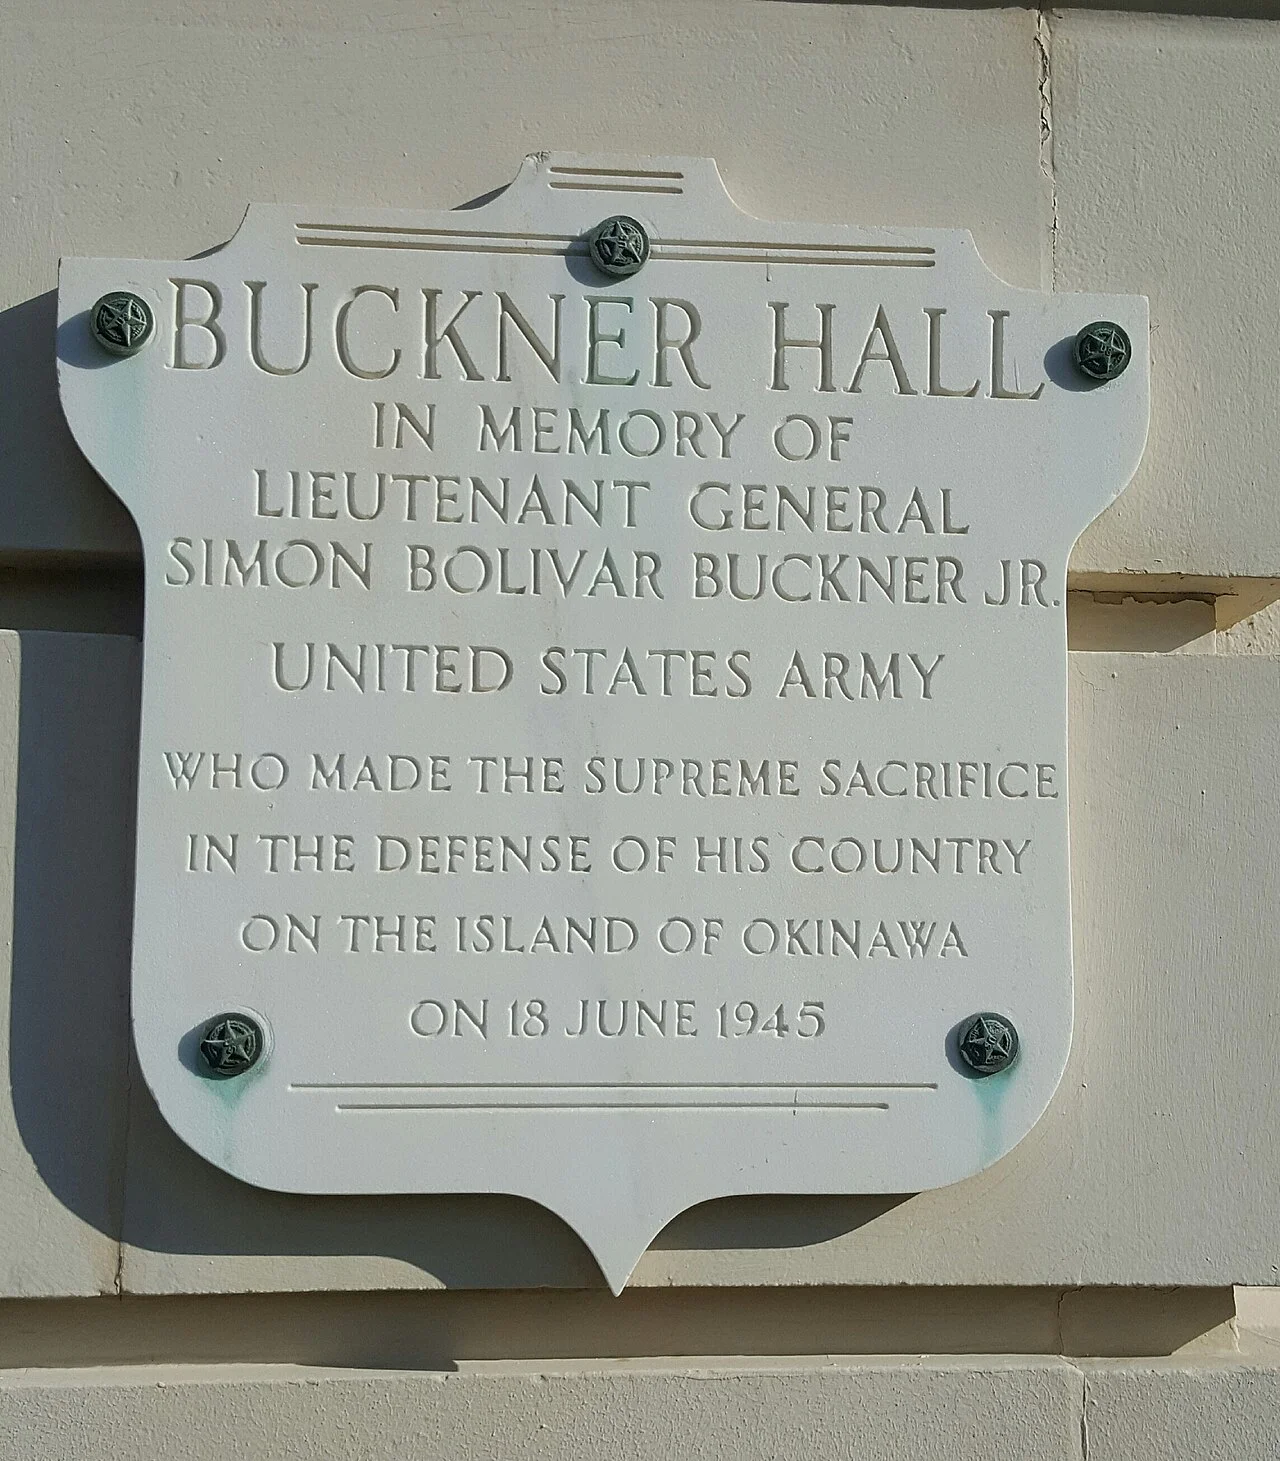 BUCKNER HALL
IN MEMORY OF
LIEUTENANT GENERAL
SIMON BOLIVAR BUCKNER JR.
UNITED STATES ARMY
WHO MADE THE SUPREME SACRIFICE
IN THE DEFENSE OF HIS COUNTRY
ON THE ISLAND OF OKINAWA
ON 18 JUNE 1945